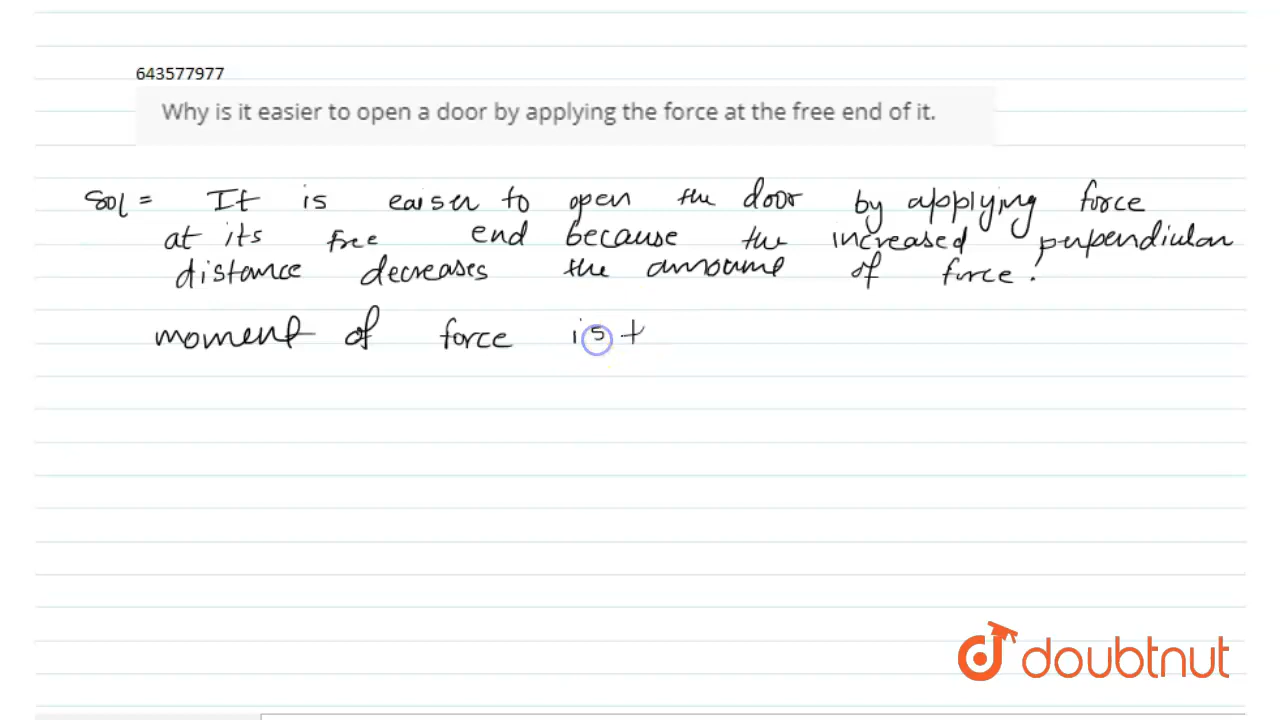 643577977
Why is it easier to open a door by applying the force at the free end of it.
Sol = It is eaiser to open the door by applying force
at its free end because the increased perpendicular
distance decreases the amount of force.
moment of force is t
doubtnut